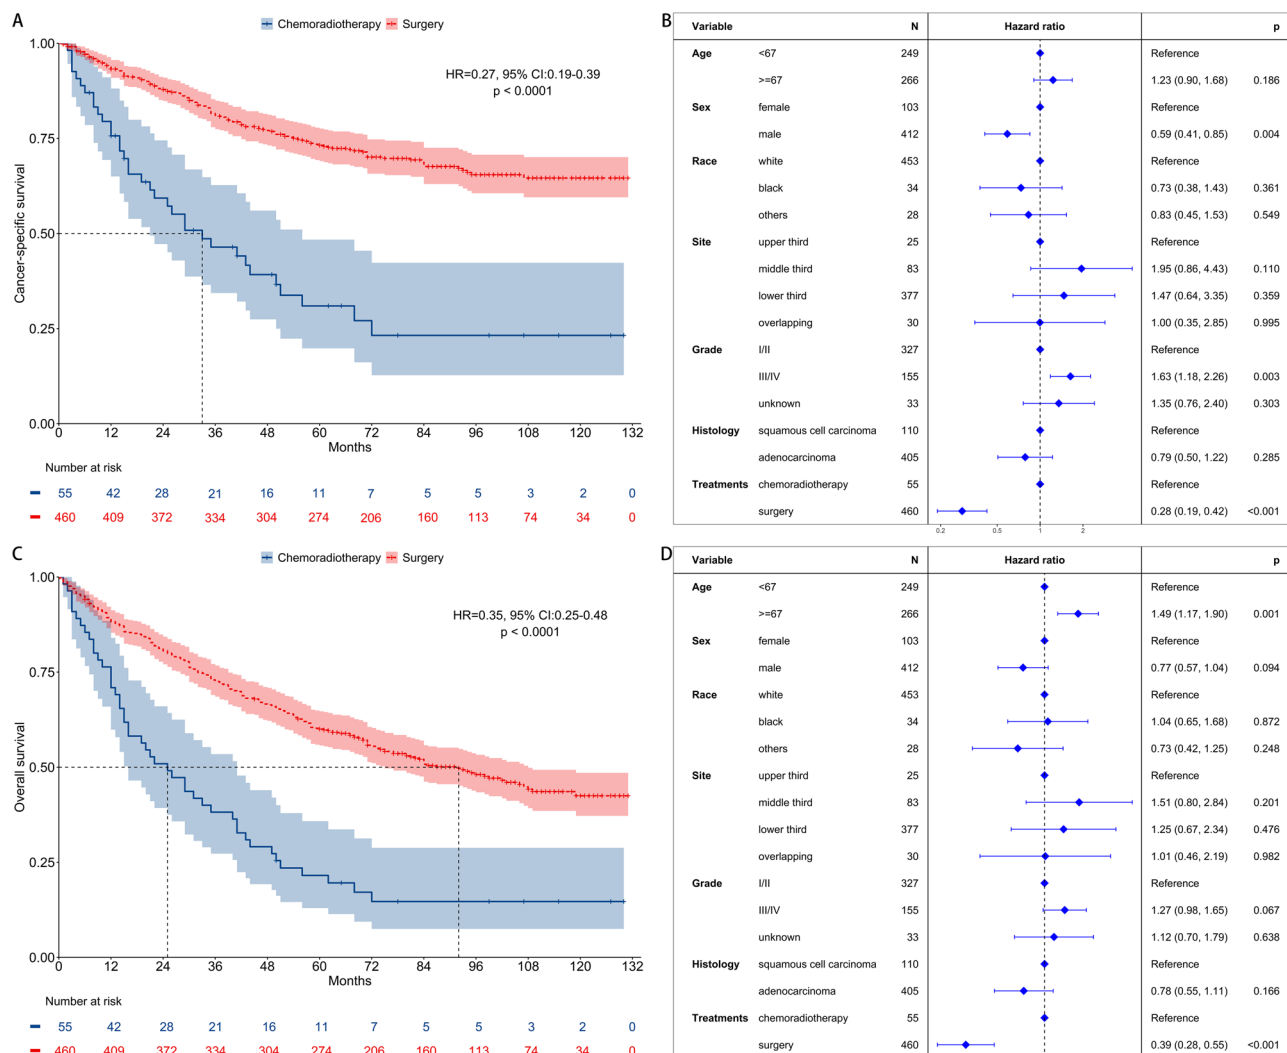 A
Chemoradiotherapy Surgery
1.00
0.75
0.50
0.25
0.00
Cancer-specific survival
HR=0.27, 95% CI:0.19-0.39
p < 0.0001
0 12 24 36 48 60 72 84 96 108 120 132
Months
Number at risk
55 42 28 21 16 11 7 5 5 3 2 0
460 409 372 334 304 274 206 160 113 74 34 0
B
Variable N Hazard ratio p
Age <67 249 Reference
>=67 266 1.23 (0.90, 1.68) 0.186
Sex female 103 Reference
male 412 0.59 (0.41, 0.85) 0.004
Race white 453 Reference
black 34 0.73 (0.38, 1.43) 0.361
others 28 0.83 (0.45, 1.53) 0.549
Site upper third 25 Reference
middle third 83 1.95 (0.86, 4.43) 0.110
lower third 377 1.47 (0.64, 3.35) 0.359
overlapping 30 1.00 (0.35, 2.85) 0.995
Grade I/II 327 Reference
III/IV 155 1.63 (1.18, 2.26) 0.003
unknown 33 1.35 (0.76, 2.40) 0.303
Histology squamous cell carcinoma 110 Reference
adenocarcinoma 405 0.79 (0.50, 1.22) 0.285
Treatments chemoradiotherapy 55 Reference
surgery 460 0.28 (0.19, 0.42) <0.001
0.2 0.5 1 2
C
Chemoradiotherapy Surgery
1.00
0.75
0.50
0.25
0.00
Overall survival
HR=0.35, 95% CI:0.25-0.48
p < 0.0001
0 12 24 36 48 60 72 84 96 108 120 132
Months
Number at risk
55 42 28 21 16 11 7 5 5 3 2 0
460 409 372 334 304 274 206 160 113 74 34 0
D
Variable N Hazard ratio p
Age <67 249 Reference
>=67 266 1.49 (1.17, 1.90) 0.001
Sex female 103 Reference
male 412 0.77 (0.57, 1.04) 0.094
Race white 453 Reference
black 34 1.04 (0.65, 1.68) 0.872
others 28 0.73 (0.42, 1.25) 0.248
Site upper third 25 Reference
middle third 83 1.51 (0.80, 2.84) 0.201
lower third 377 1.25 (0.67, 2.34) 0.476
overlapping 30 1.01 (0.46, 2.19) 0.982
Grade I/II 327 Reference
III/IV 155 1.27 (0.98, 1.65) 0.067
unknown 33 1.12 (0.70, 1.79) 0.638
Histology squamous cell carcinoma 110 Reference
adenocarcinoma 405 0.78 (0.55, 1.11) 0.166
Treatments chemoradiotherapy 55 Reference
surgery 460 0.39 (0.28, 0.55) <0.001